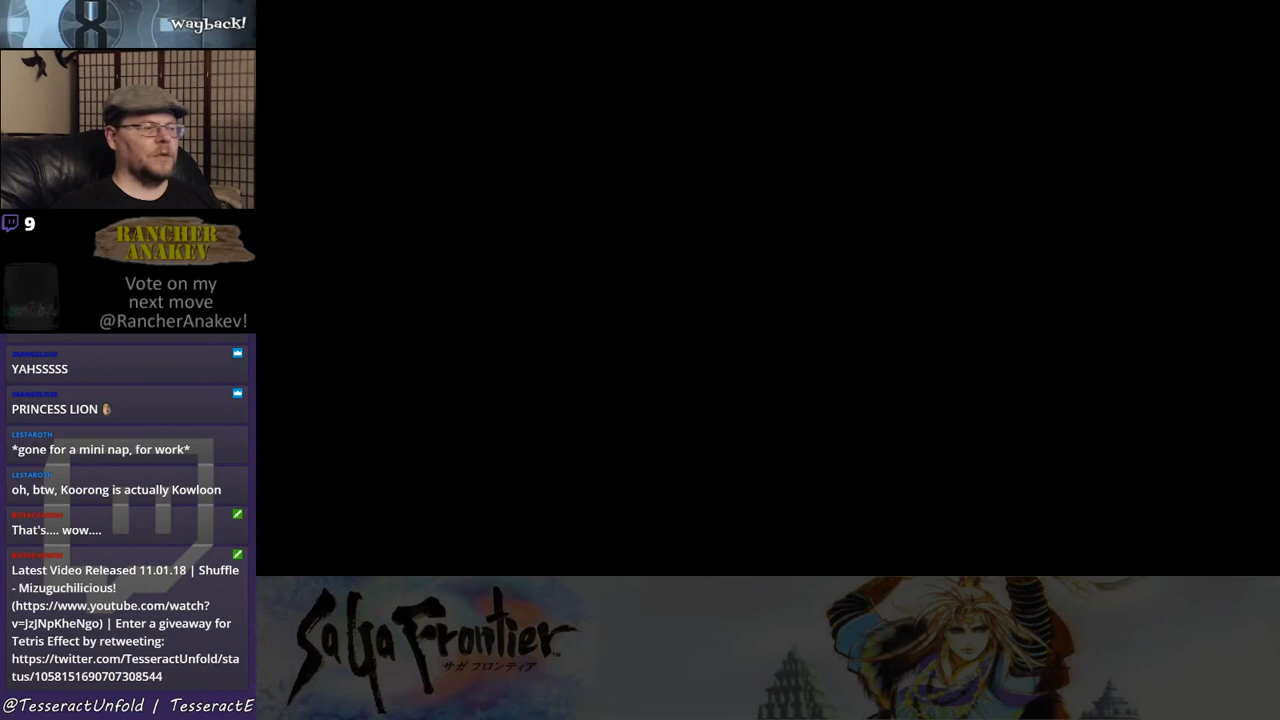 wayback!
9
RANCHER
ANAKEV
Vote on my
next move
@RancherAnakev!
YAHSSSSS
PRINCESS LION
LESTAROTH
*gone for a mini nap, for work*
LESTAROTH
oh, btw, Koorong is actually Kowloon
That's.... wow....
Latest Video Released 11.01.18 | Shuffle
- Mizuguchilicious!
(https://www.youtube.com/watch?
v=JzJNpKheNgo) | Enter a giveaway for
Tetris Effect by retweeting:
https://twitter.com/TesseractUnfold/sta
tus/1058151690707308544
@TesseractUnfold / TesseractE
SaGa Frontier
サガ フロンティア